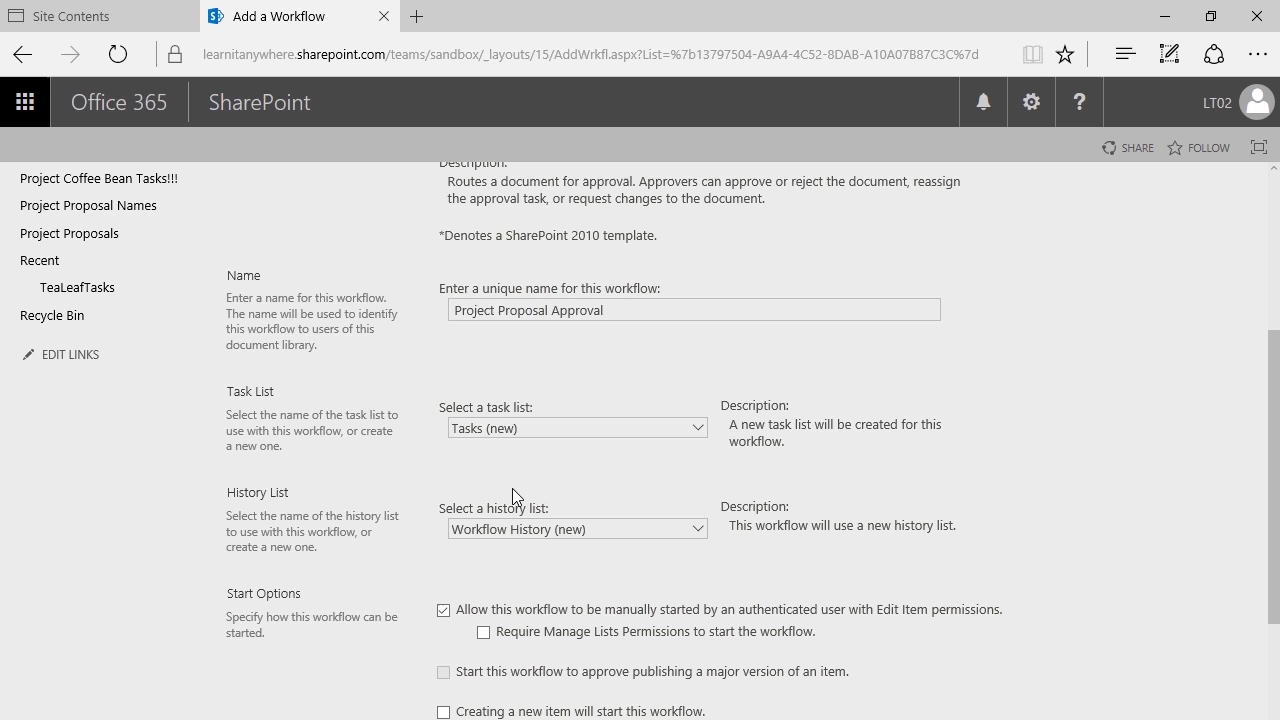 Site Contents
Add a Workflow
learnitanywhere.sharepoint.com/teams/sandbox/_layouts/15/AddWrkfl.aspx?List=%7b13797504-A9A4-4C52-8DAB-A10A07B87C3C%7d
Office 365
SharePoint
?
LT02
SHARE
FOLLOW
Project Coffee Bean Tasks!!!
Project Proposal Names
Project Proposals
Recent
TeaLeafTasks
Recycle Bin
EDIT LINKS
Description:
Routes a document for approval. Approvers can approve or reject the document, reassign
the approval task, or request changes to the document.
*Denotes a SharePoint 2010 template.
Name
Enter a name for this workflow.
The name will be used to identify
this workflow to users of this
document library.
Enter a unique name for this workflow:
Project Proposal Approval
Task List
Select the name of the task list to
use with this workflow, or create
a new one.
Select a task list:
Tasks (new)
Description:
A new task list will be created for this
workflow.
History List
Select the name of the history list
to use with this workflow, or
create a new one.
Select a history list:
Workflow History (new)
Description:
This workflow will use a new history list.
Start Options
Specify how this workflow can be
started.
Allow this workflow to be manually started by an authenticated user with Edit Item permissions.
Require Manage Lists Permissions to start the workflow.
Start this workflow to approve publishing a major version of an item.
Creating a new item will start this workflow.